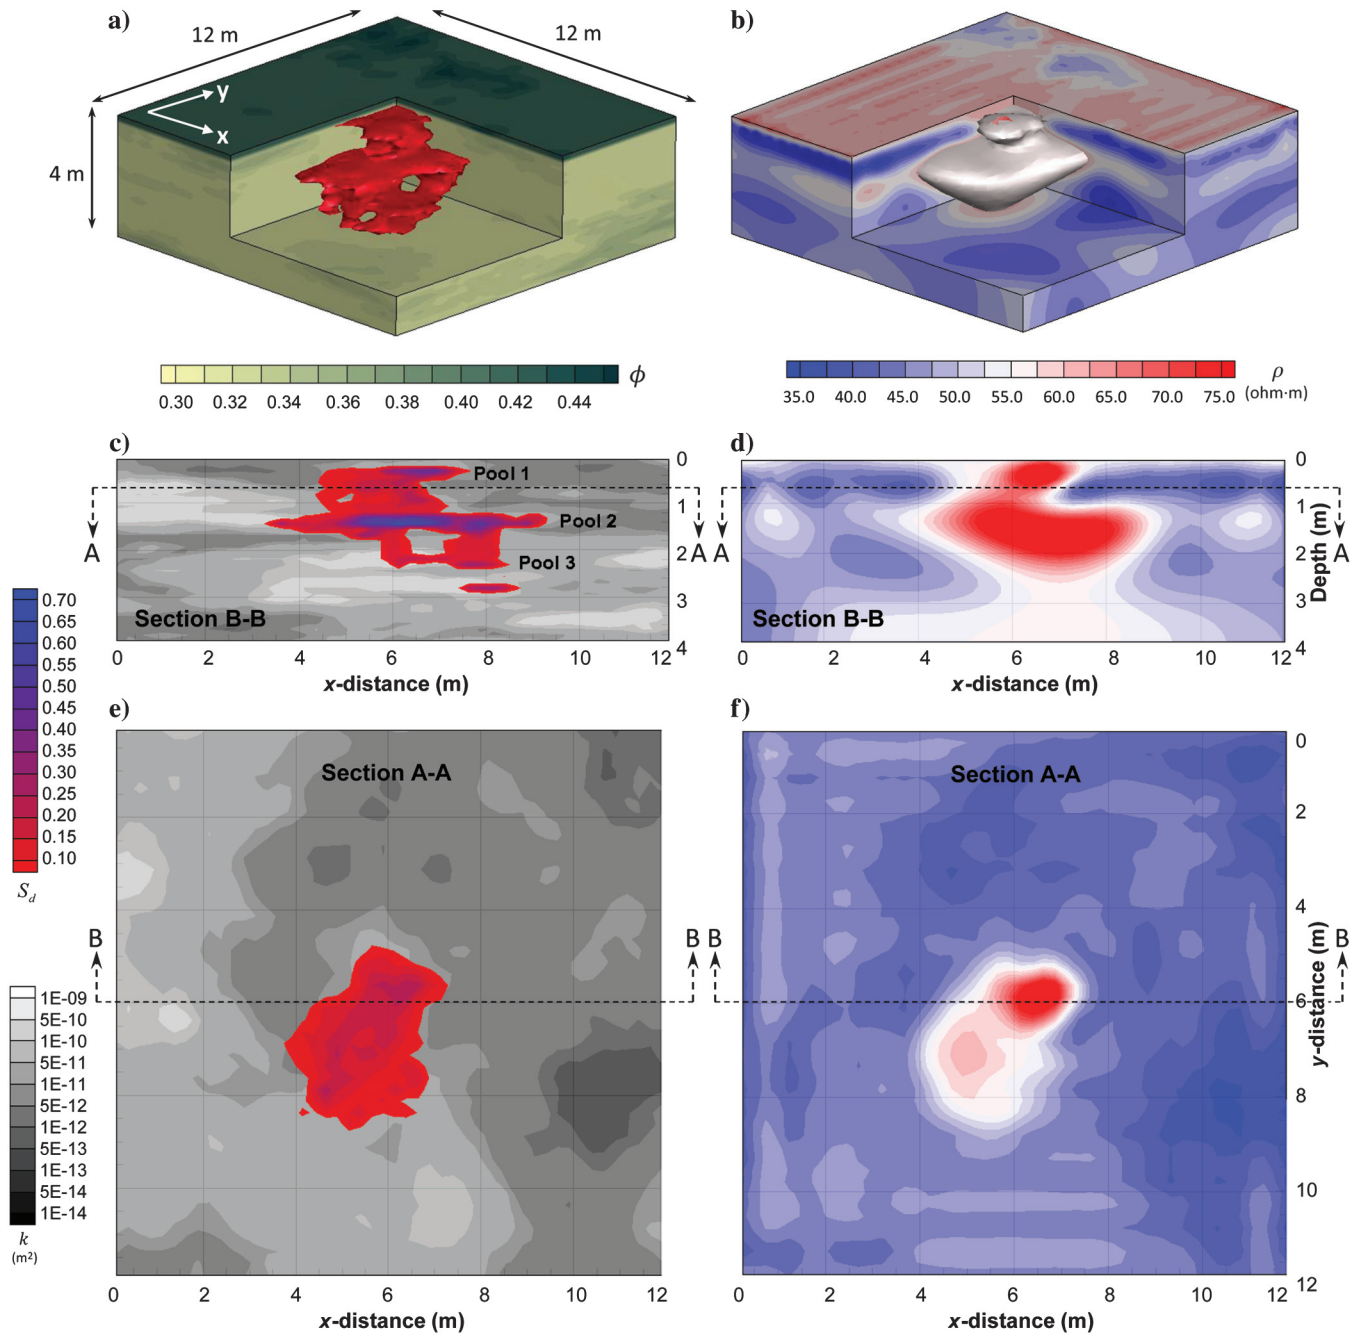 a)
12 m
12 m
y
x
4 m
0.30 0.32 0.34 0.36 0.38 0.40 0.42 0.44
ϕ
b)
35.0 40.0 45.0 50.0 55.0 60.0 65.0 70.0 75.0
ρ
(ohm·m)
c)
Pool 1
Pool 2
Pool 3
A A
Section B-B
0 2 4 6 8 10 12
x-distance (m)
0
1
2
3
4
d)
A A
Section B-B
0 2 4 6 8 10 12
x-distance (m)
Depth (m)
0.70
0.65
0.60
0.55
0.50
0.45
0.40
0.35
0.30
0.25
0.20
0.15
0.10
S_d
e)
Section A-A
B B
0 2 4 6 8 10 12
x-distance (m)
1E-09
5E-10
1E-10
5E-11
1E-11
5E-12
1E-12
5E-13
1E-13
5E-14
1E-14
k
(m²)
f)
Section A-A
B B
0
2
4
6
8
10
12
y-distance (m)
0 2 4 6 8 10 12
x-distance (m)